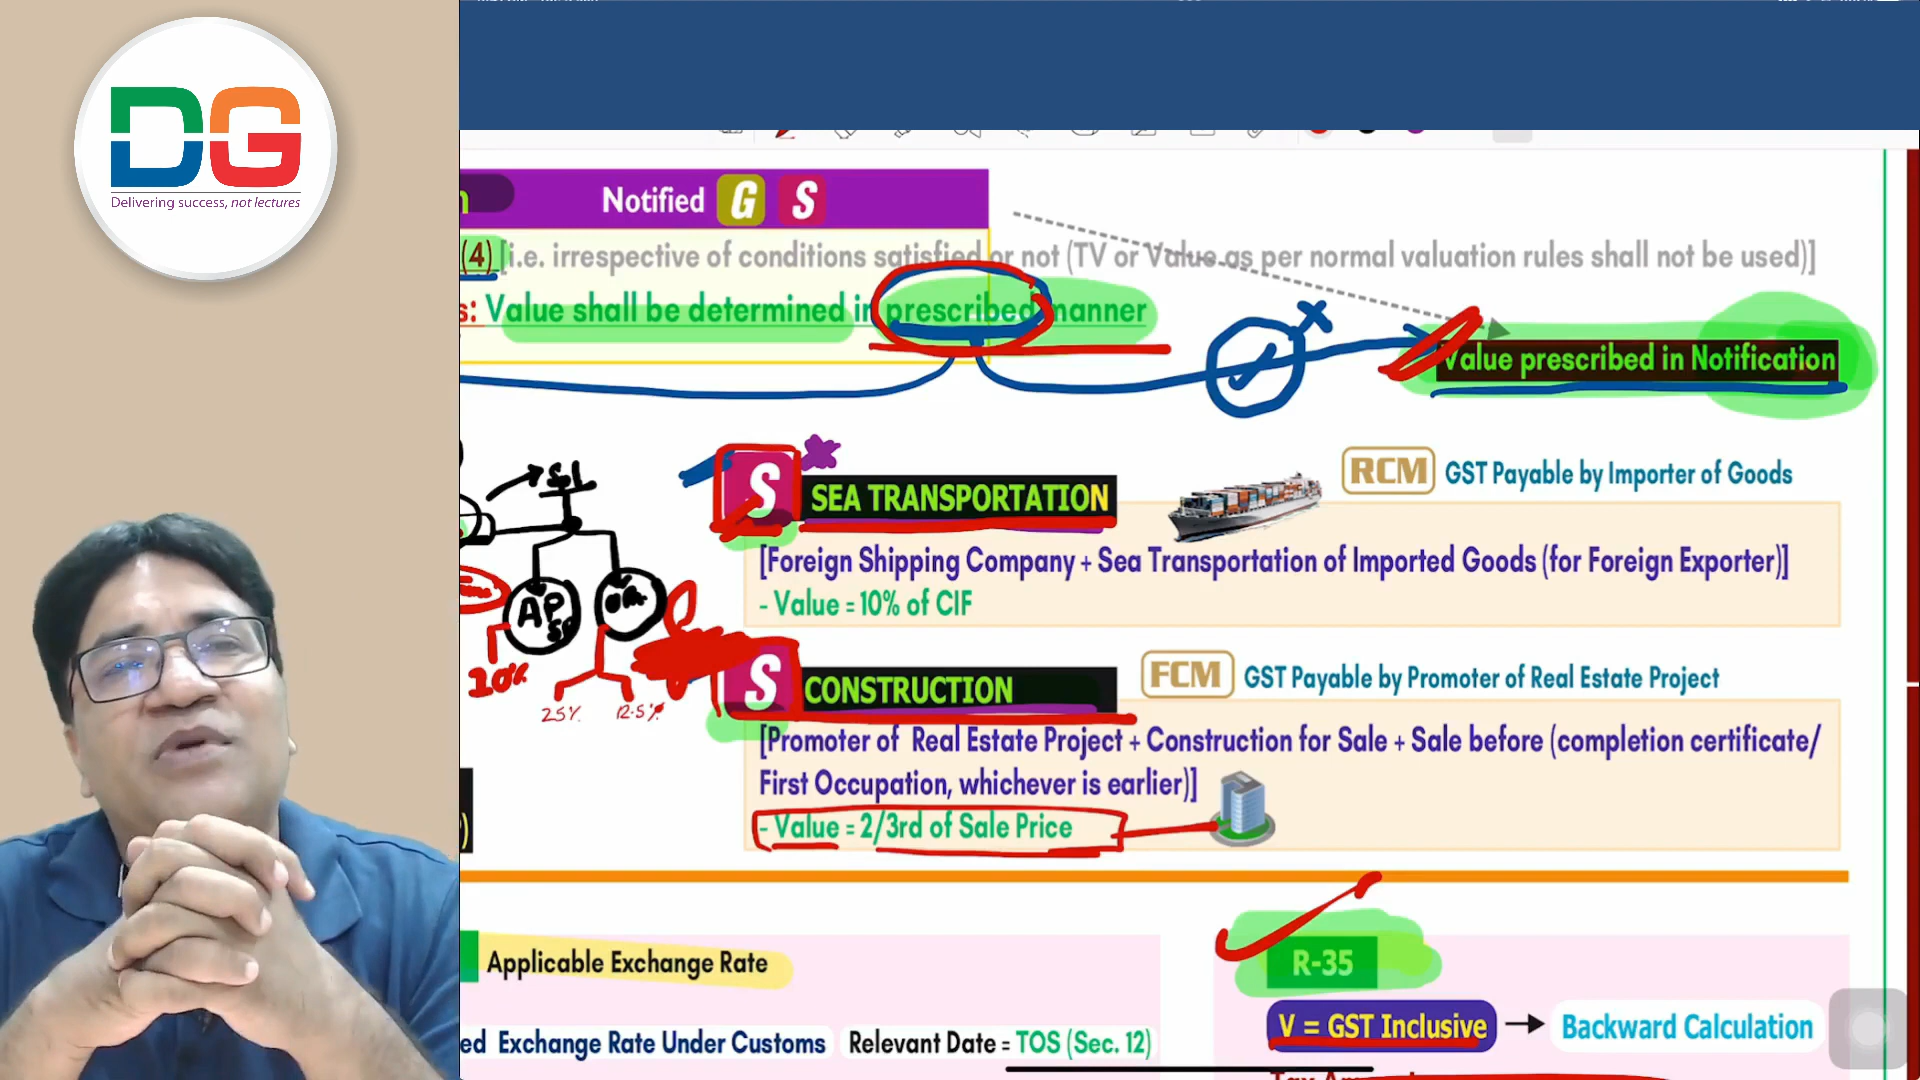 DG
Delivering success, not lectures
Notified G S
(4) [i.e. irrespective of conditions satisfied or not (TV or Value as per normal valuation rules shall not be used)]
s: Value shall be determined in prescribed manner
Value prescribed in Notification
S SEA TRANSPORTATION
RCM GST Payable by Importer of Goods
[Foreign Shipping Company + Sea Transportation of Imported Goods (for Foreign Exporter)]
- Value = 10% of CIF
AP
20%
25%
12.5%
S CONSTRUCTION
FCM GST Payable by Promoter of Real Estate Project
[Promoter of Real Estate Project + Construction for Sale + Sale before (completion certificate/
First Occupation, whichever is earlier)]
- Value = 2/3rd of Sale Price
Applicable Exchange Rate
R-35
ed Exchange Rate Under Customs Relevant Date = TOS (Sec. 12)
V = GST Inclusive → Backward Calculation